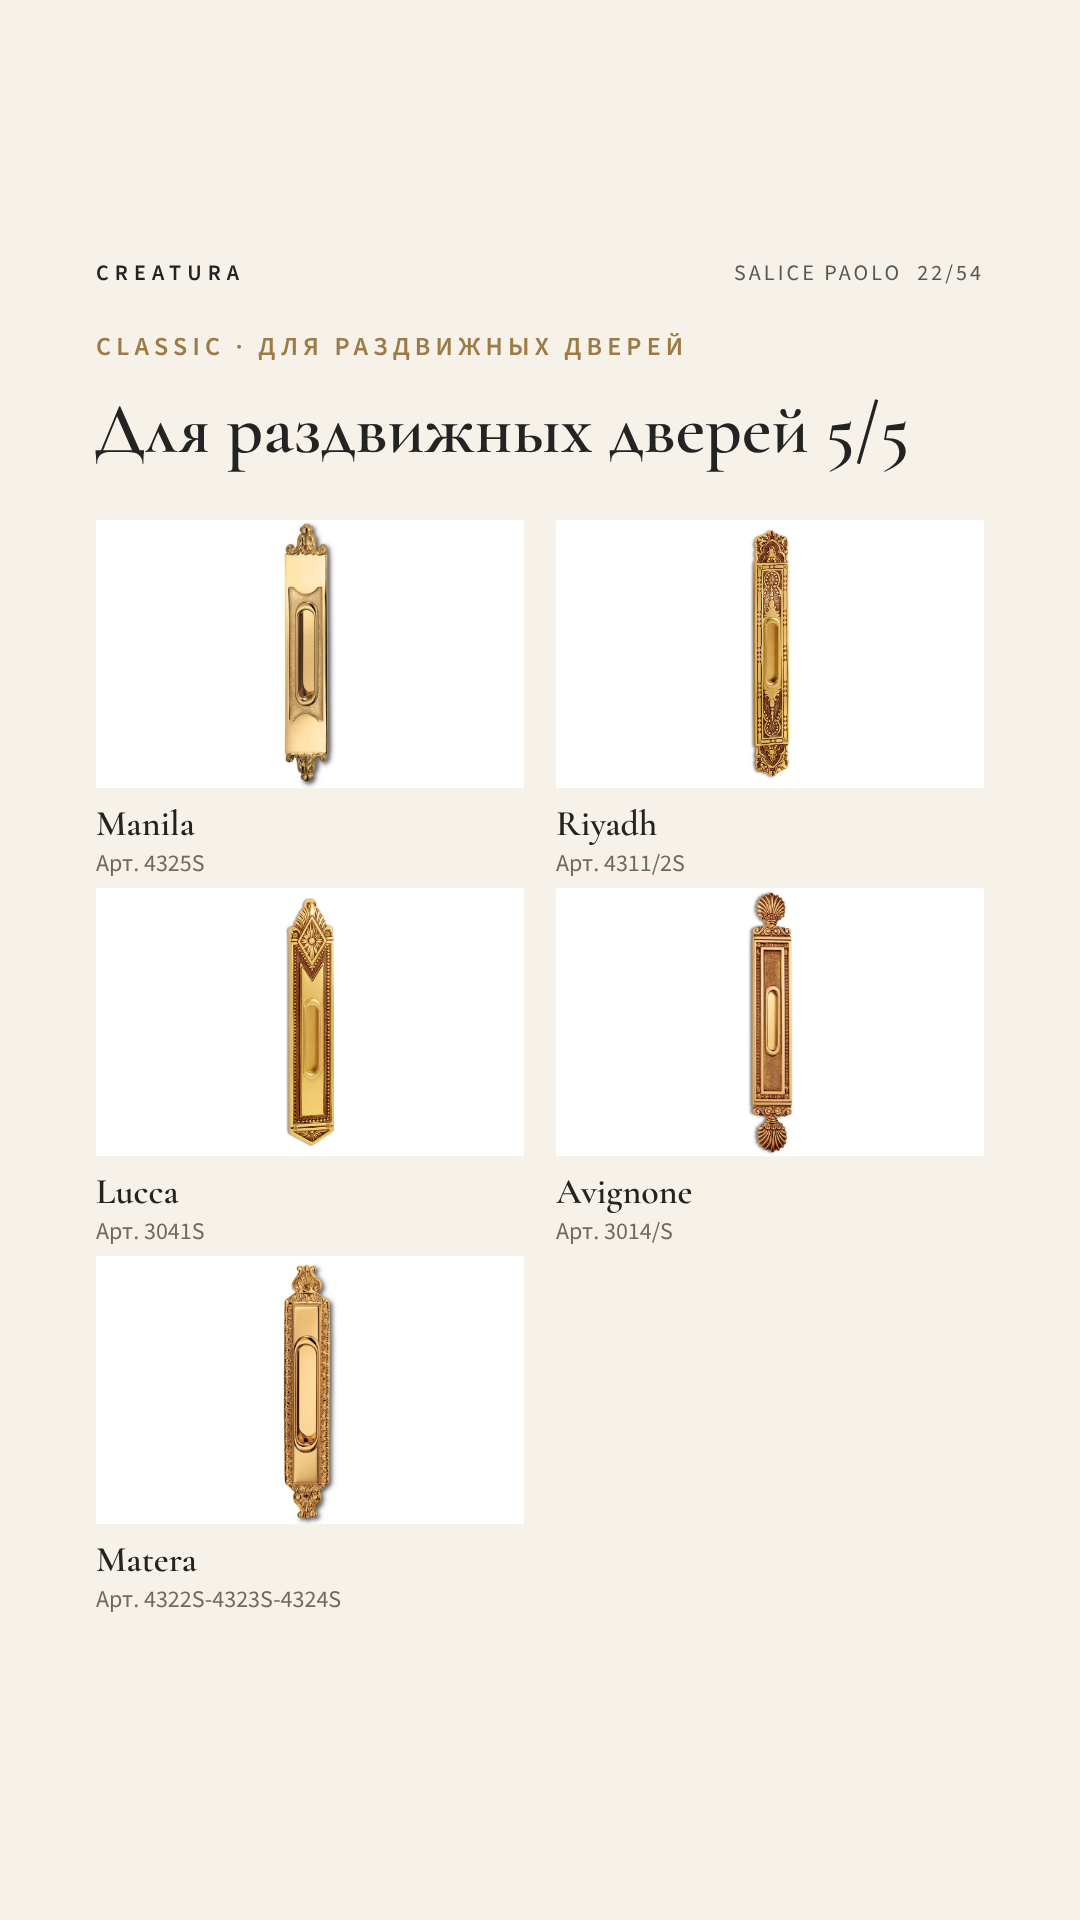 CREATURA
SALICE PAOLO 22/54
CLASSIC · ДЛЯ РАЗДВИЖНЫХ ДВЕРЕЙ
Для раздвижных дверей 5/5
Manila
Арт. 4325S
Riyadh
Арт. 4311/2S
Lucca
Арт. 3041S
Avignone
Арт. 3014/S
Matera
Арт. 4322S-4323S-4324S